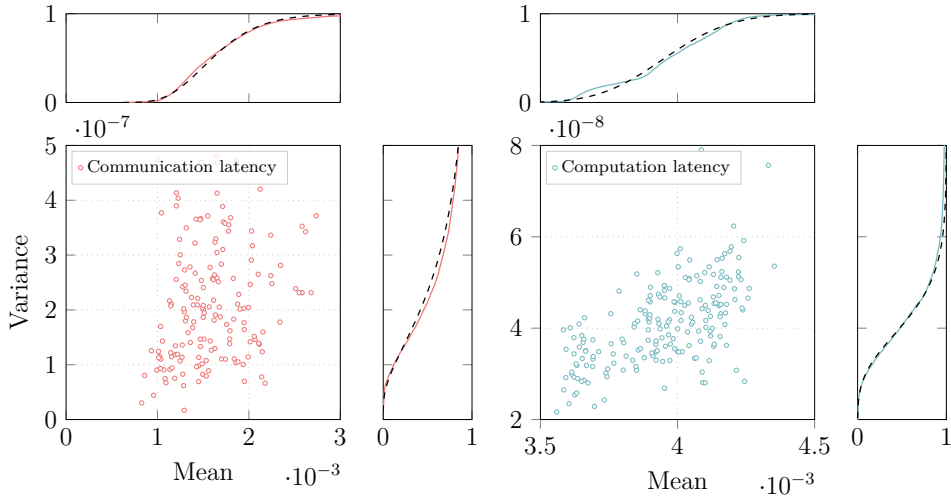 1
0
1
0
·10⁻⁷
·10⁻⁸
Communication latency
Computation latency
5
4
3
2
1
0
Variance
0 1 2 3
Mean
·10⁻³
0 1
8
6
4
2
3.5 4 4.5
Mean
·10⁻³
0 1